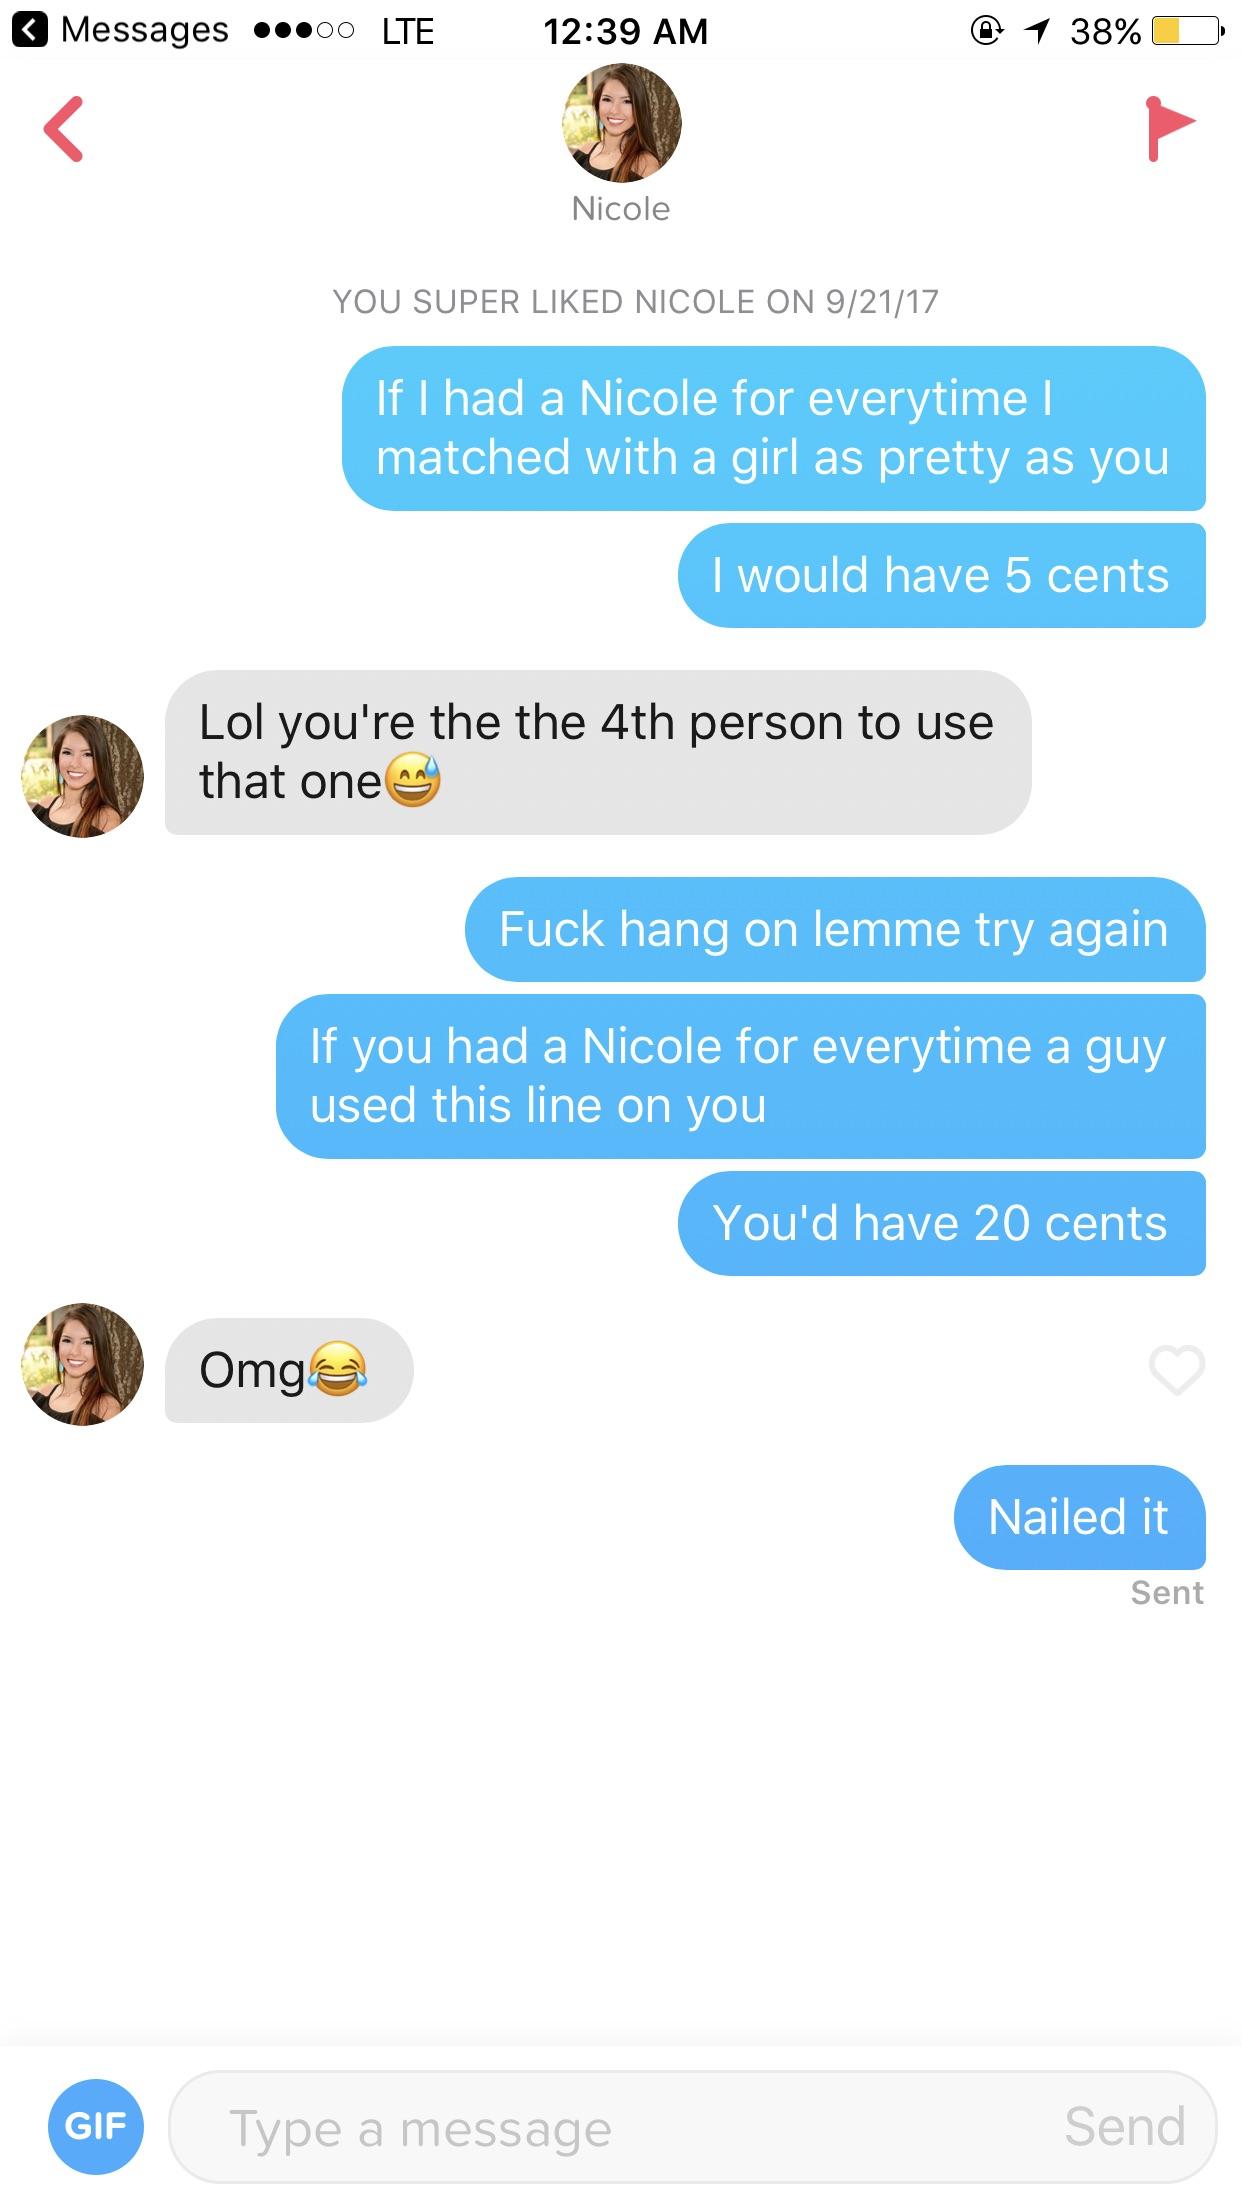 Messages LTE 12:39 AM 38%
Nicole
YOU SUPER LIKED NICOLE ON 9/21/17
If I had a Nicole for everytime I
matched with a girl as pretty as you
I would have 5 cents
Lol you're the the 4th person to use
that one😅
Fuck hang on lemme try again
If you had a Nicole for everytime a guy
used this line on you
You'd have 20 cents
Omg😂
Nailed it
Sent
GIF Type a message Send